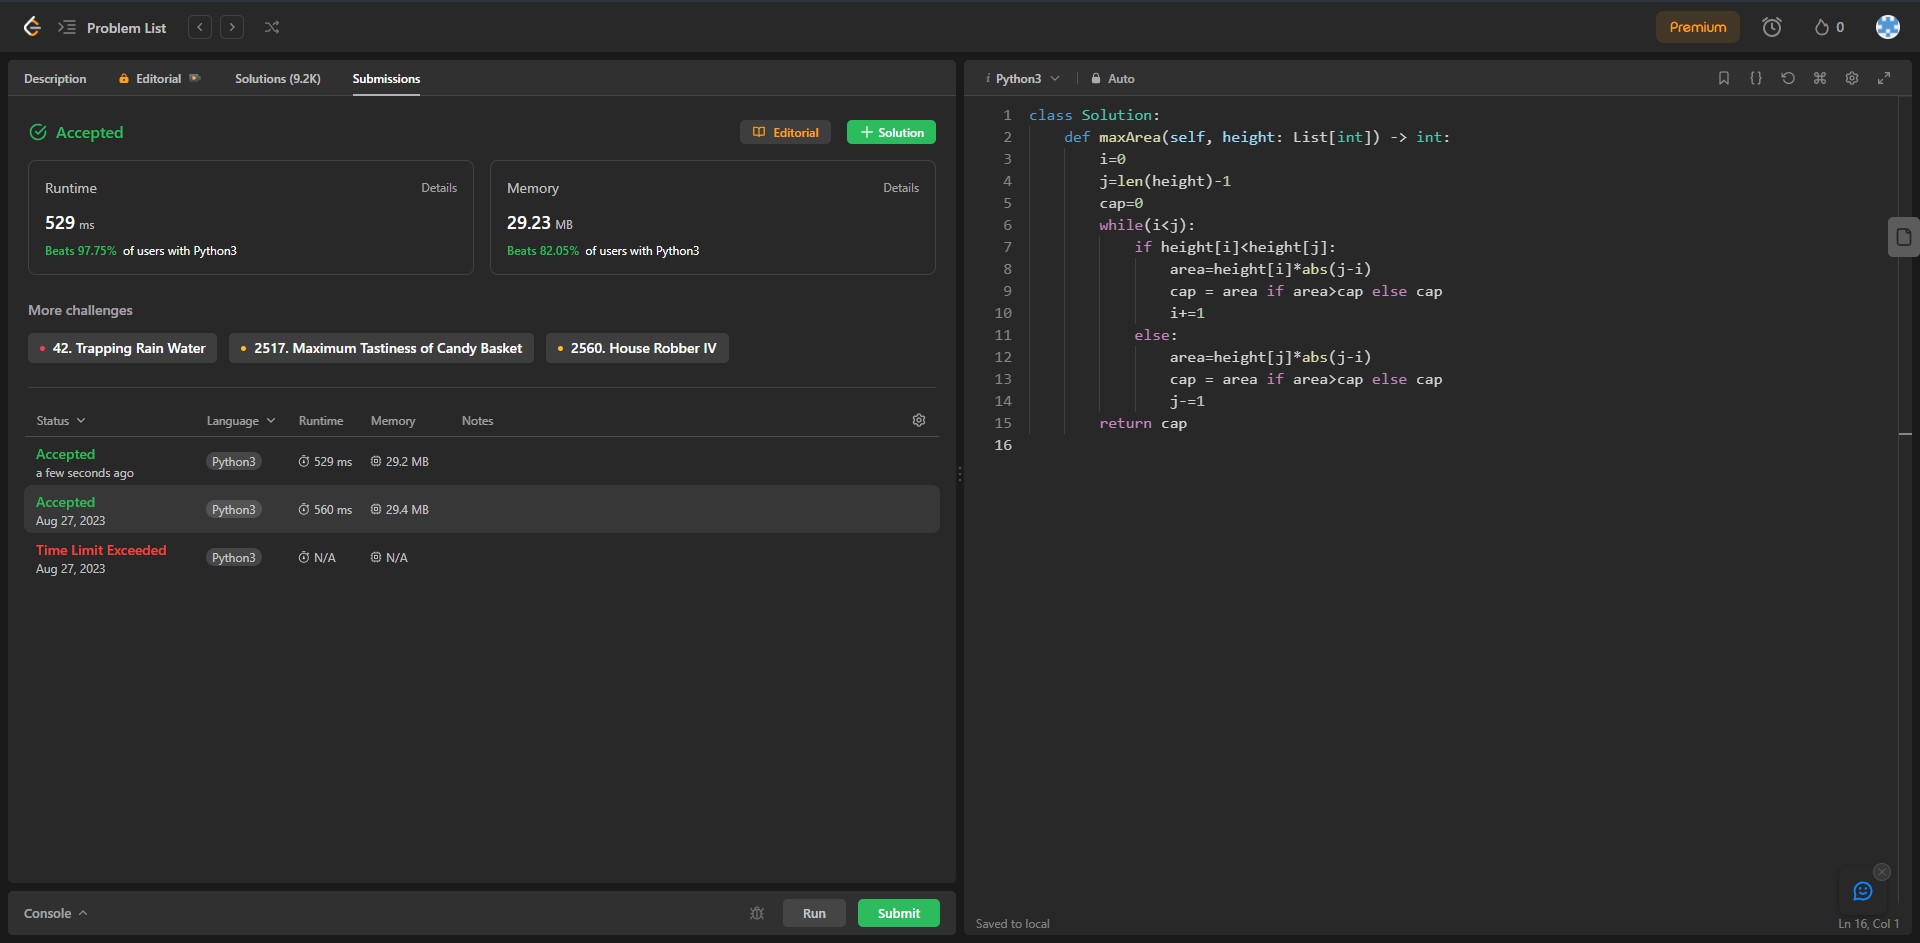 Problem List
Premium
0
Description
Editorial
Solutions (9.2K)
Submissions
Accepted
Editorial
Solution
Runtime
Details
529 ms
Beats 97.75% of users with Python3
Memory
Details
29.23 MB
Beats 82.05% of users with Python3
More challenges
42. Trapping Rain Water
2517. Maximum Tastiness of Candy Basket
2560. House Robber IV
Status Language Runtime Memory Notes
Accepted
a few seconds ago
Python3 529 ms 29.2 MB
Accepted
Aug 27, 2023
Python3 560 ms 29.4 MB
Time Limit Exceeded
Aug 27, 2023
Python3 N/A N/A
Console
Run
Submit
i Python3
Auto
1 class Solution:
2     def maxArea(self, height: List[int]) -> int:
3         i=0
4         j=len(height)-1
5         cap=0
6         while(i<j):
7             if height[i]<height[j]:
8                 area=height[i]*abs(j-i)
9                 cap = area if area>cap else cap
10                 i+=1
11             else:
12                 area=height[j]*abs(j-i)
13                 cap = area if area>cap else cap
14                 j-=1
15         return cap
16
Saved to local
Ln 16, Col 1